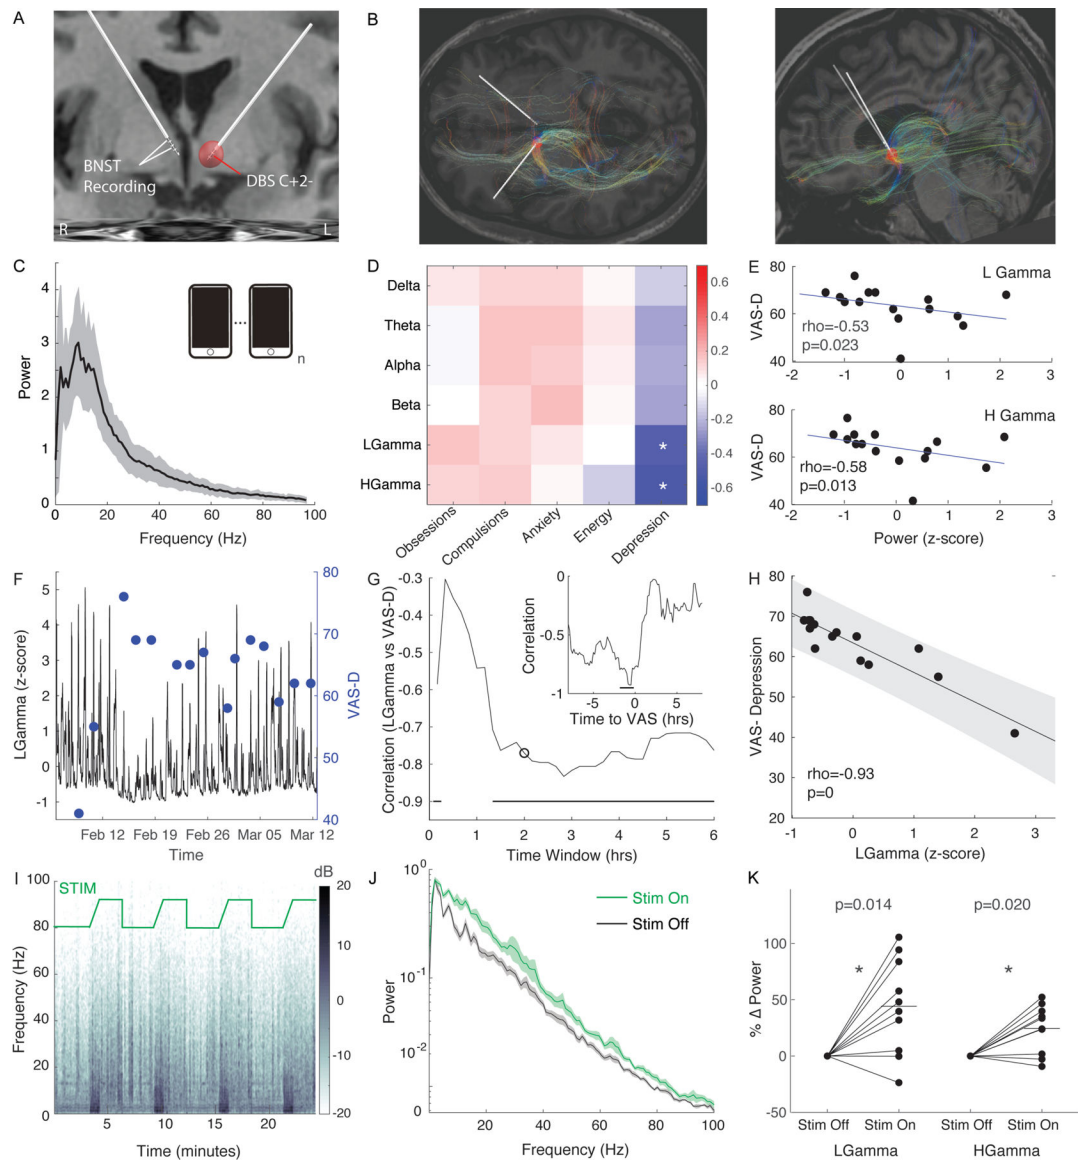 A
BNST
Recording
DBS C+2-
R
L
B
C
Power
4
3
2
1
0
0
20
40
60
80
100
Frequency (Hz)
n
D
Delta
Theta
Alpha
Beta
LGamma
HGamma
*
*
Obsessions
Compulsions
Anxiety
Energy
Depression
0.6
0.4
0.2
0
-0.2
-0.4
-0.6
E
L Gamma
VAS-D
80
60
40
rho=-0.53
p=0.023
-2
-1
0
1
2
3
H Gamma
VAS-D
80
60
40
rho=-0.58
p=0.013
-2
-1
0
1
2
3
Power (z-score)
F
LGamma (z-score)
5
4
3
2
1
0
-1
80
70
60
50
40
VAS-D
Feb 12
Feb 19
Feb 26
Mar 05
Mar 12
Time
G
Correlation (LGamma vs VAS-D)
-0.3
-0.4
-0.5
-0.6
-0.7
-0.8
-0.9
0
1
2
3
4
5
6
Time Window (hrs)
Correlation
0
-0.5
-1
-5
0
5
Time to VAS (hrs)
H
VAS- Depression
80
70
60
50
40
30
20
rho=-0.93
p=0
-1
0
1
2
3
LGamma (z-score)
I
STIM
Frequency (Hz)
100
80
60
40
20
0
5
10
15
20
Time (minutes)
dB
20
10
0
-10
-20
J
Stim On
Stim Off
Power
10⁰
10⁻¹
10⁻²
0
20
40
60
80
100
Frequency (Hz)
K
p=0.014
p=0.020
*
*
% Δ Power
100
50
0
-50
Stim Off
Stim On
Stim Off
Stim On
LGamma
HGamma